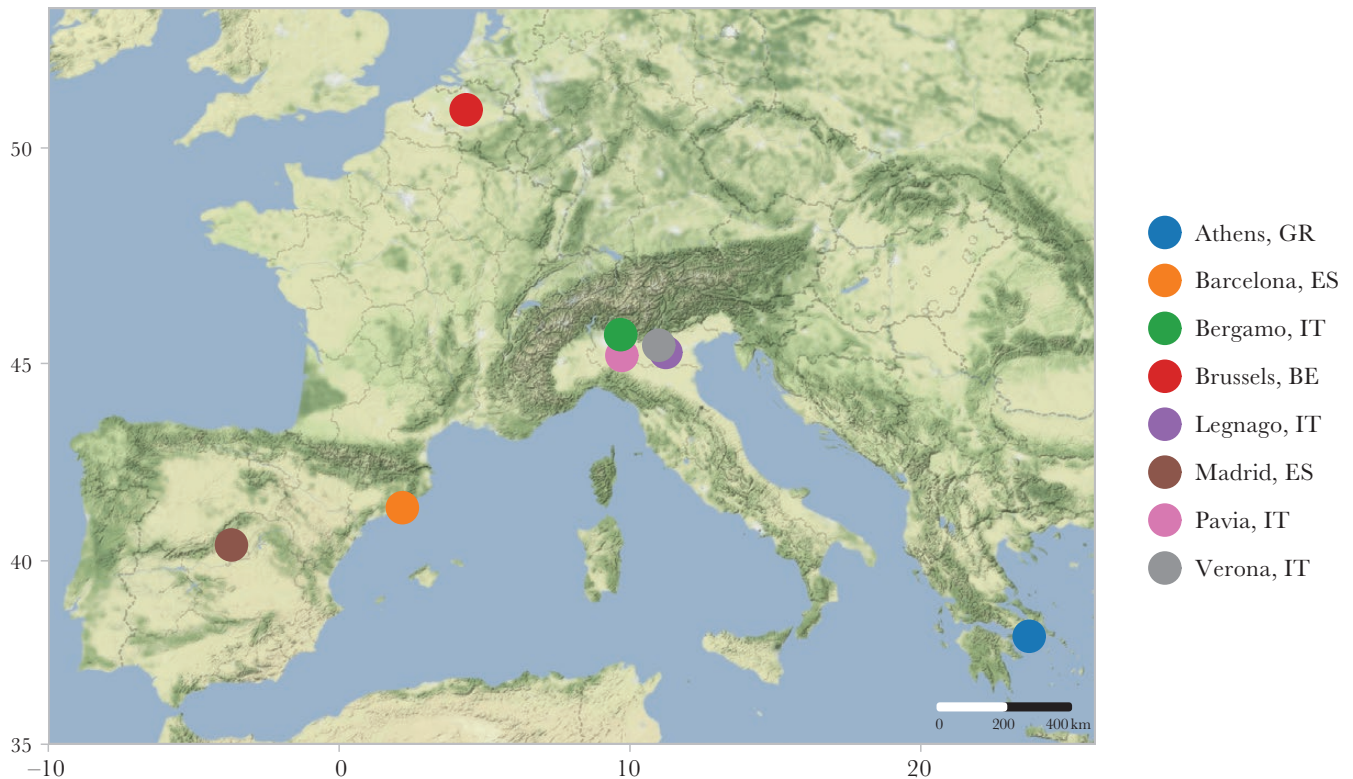 50
45
40
35
–10
0
10
20
0
200
400 km
Athens, GR
Barcelona, ES
Bergamo, IT
Brussels, BE
Legnago, IT
Madrid, ES
Pavia, IT
Verona, IT